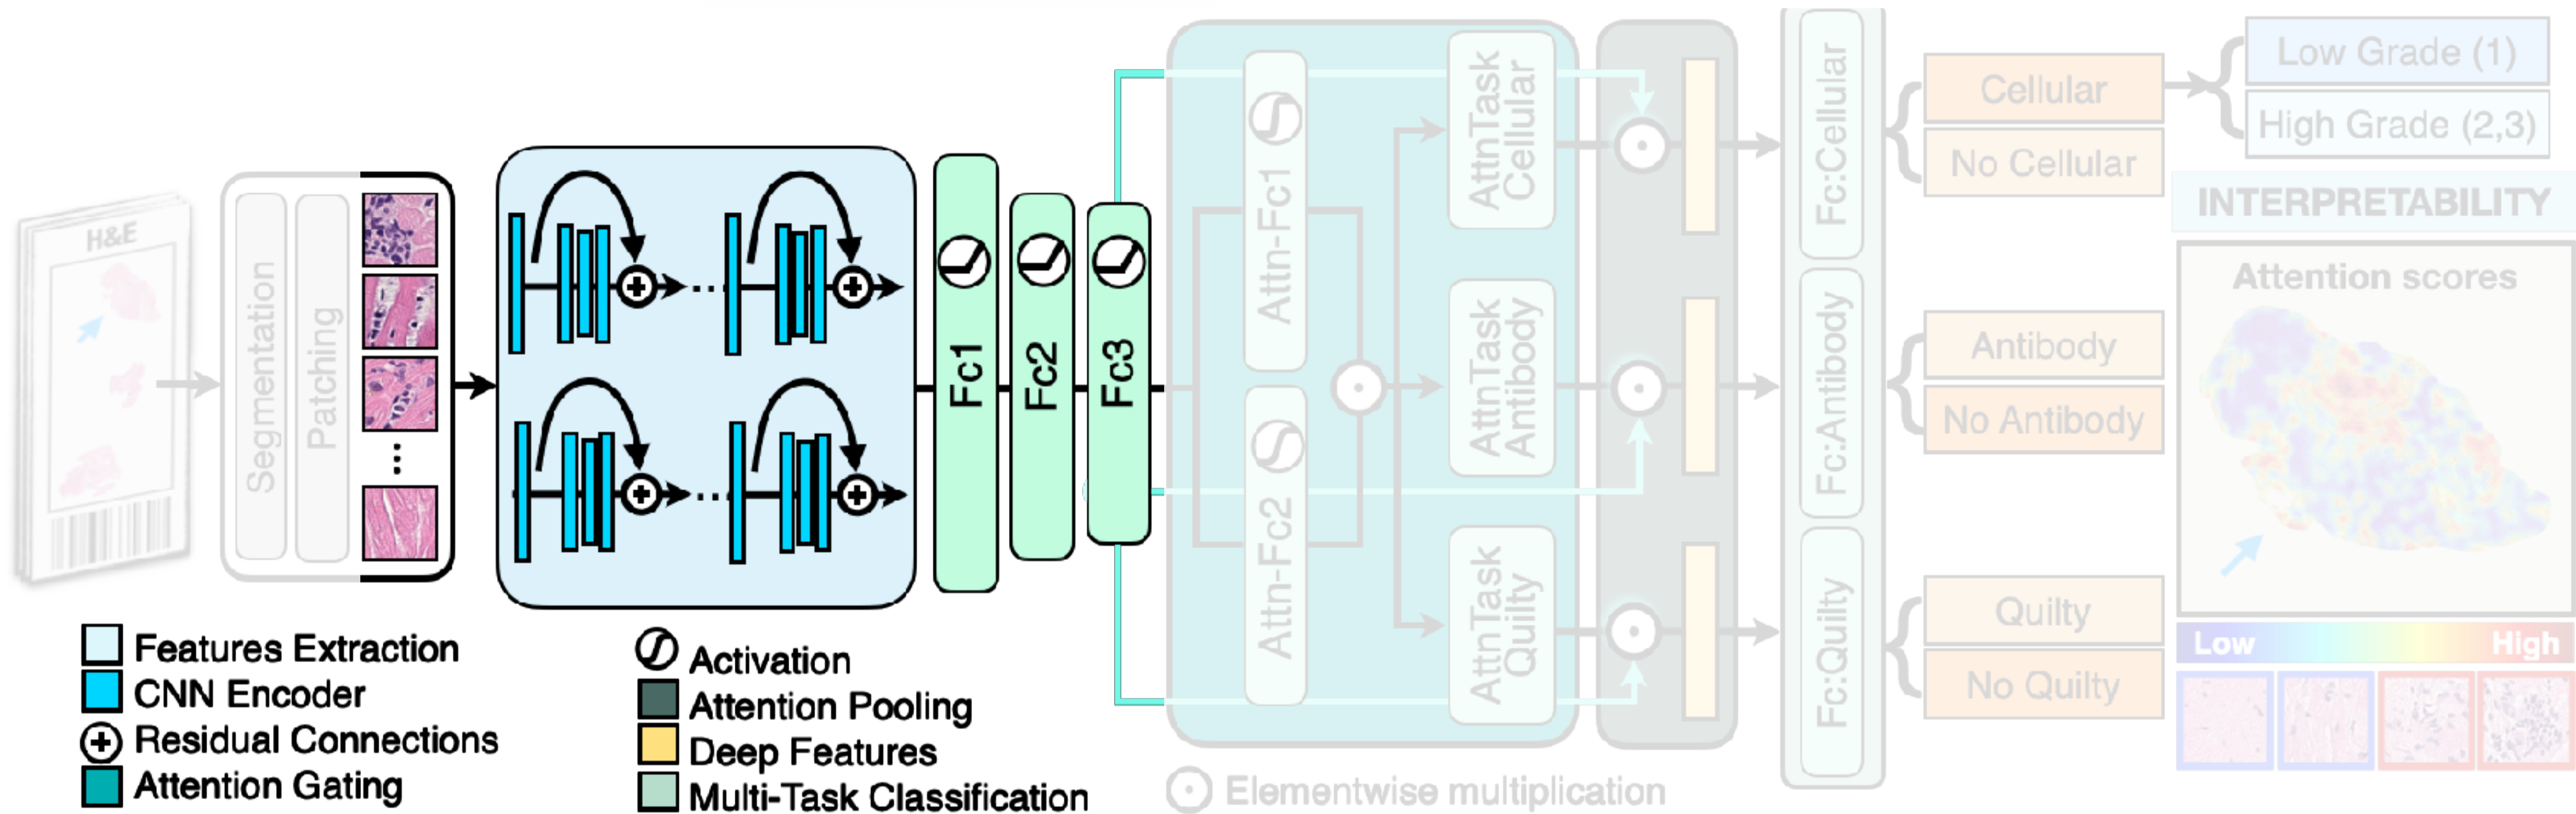 H&E
Segmentation
Patching
Fc1
Fc2
Fc3
Attn-Fc1
Attn-Fc2
AttnTask
Cellular
AttnTask
Antibody
AttnTask
Quilty
Fc:Cellular
Fc:Antibody
Fc:Quilty
Cellular
No Cellular
Low Grade (1)
High Grade (2,3)
Antibody
No Antibody
Quilty
No Quilty
INTERPRETABILITY
Attention scores
Low
High
Features Extraction
CNN Encoder
Residual Connections
Attention Gating
Activation
Attention Pooling
Deep Features
Multi-Task Classification
Elementwise multiplication